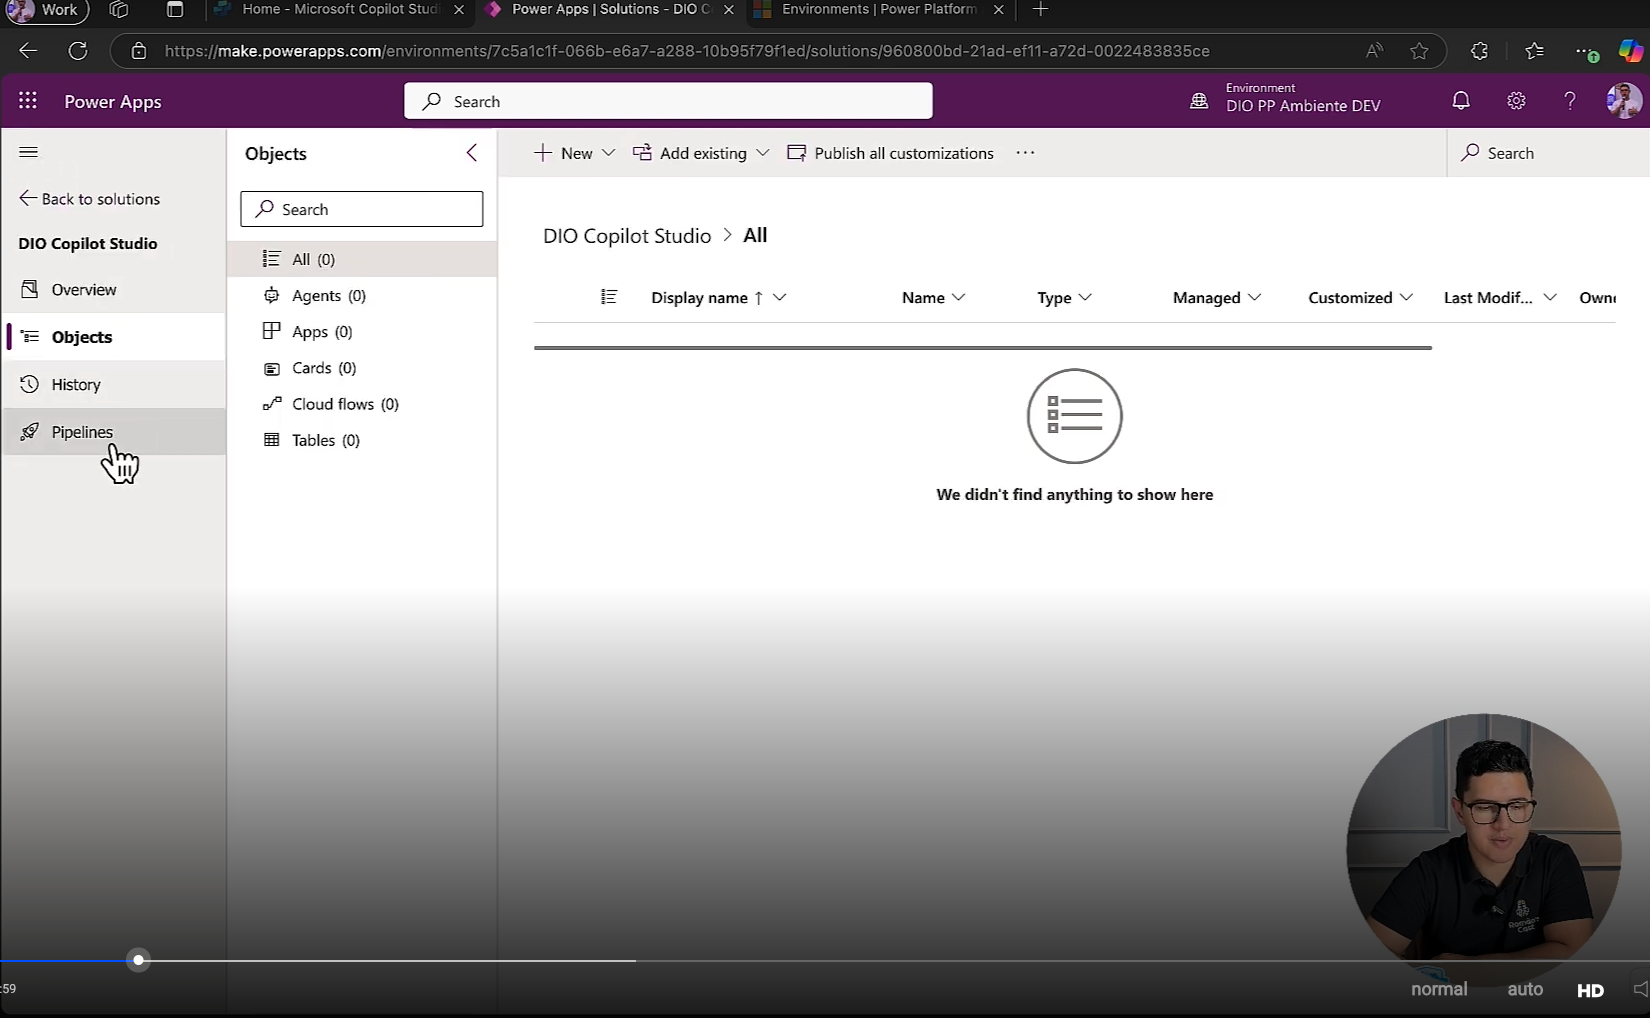 Work
Home - Microsoft Copilot Studi
Power Apps | Solutions - DIO C
Environments | Power Platform
https://make.powerapps.com/environments/7c5a1c1f-066b-e6a7-a288-10b95f79f1ed/solutions/960800bd-21ad-ef11-a72d-0022483835ce
Power Apps
Search
Environment
DIO PP Ambiente DEV
Objects
New
Add existing
Publish all customizations
Search
Back to solutions
Search
DIO Copilot Studio
DIO Copilot Studio > All
All (0)
Overview
Agents (0)
Display name ↑
Name
Type
Managed
Customized
Last Modif...
Owne
Objects
Apps (0)
Cards (0)
History
Cloud flows (0)
Pipelines
Tables (0)
We didn't find anything to show here
Romão's
Cast
:59
normal
auto
HD